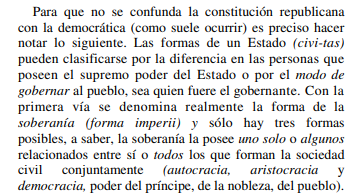 Para que no se confunda la constitución republicana
con la democrática (como suele ocurrir) es preciso hacer
notar lo siguiente. Las formas de un Estado (civi-tas)
pueden clasificarse por la diferencia en las personas que
poseen el supremo poder del Estado o por el modo de
gobernar al pueblo, sea quien fuere el gobernante. Con la
primera vía se denomina realmente la forma de la
soberanía (forma imperii) y sólo hay tres formas
posibles, a saber, la soberanía la posee uno solo o algunos
relacionados entre sí o todos los que forman la sociedad
civil conjuntamente (autocracia, aristocracia y
democracia, poder del príncipe, de la nobleza, del pueblo).